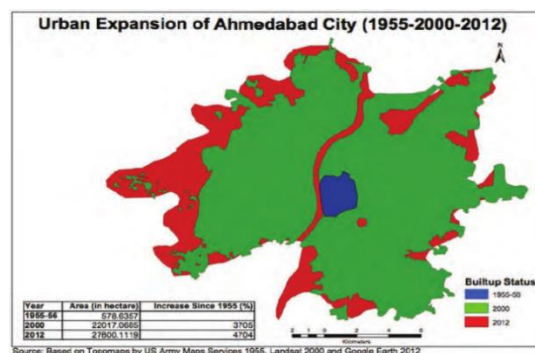 Urban Expansion of Ahmedabad City (1955-2000-2012)
N
Year Area (in hectare) Increase Since 1955 (%)
1955-56 578.6357
2000 22017.0665 3705
2012 27800.1119 4704
Builtup Status
1955-56
2000
2012
Kilometers
Source: Based on Topomaps by US Army Maps Services 1955, Landsat 2000 and Google Earth 2012